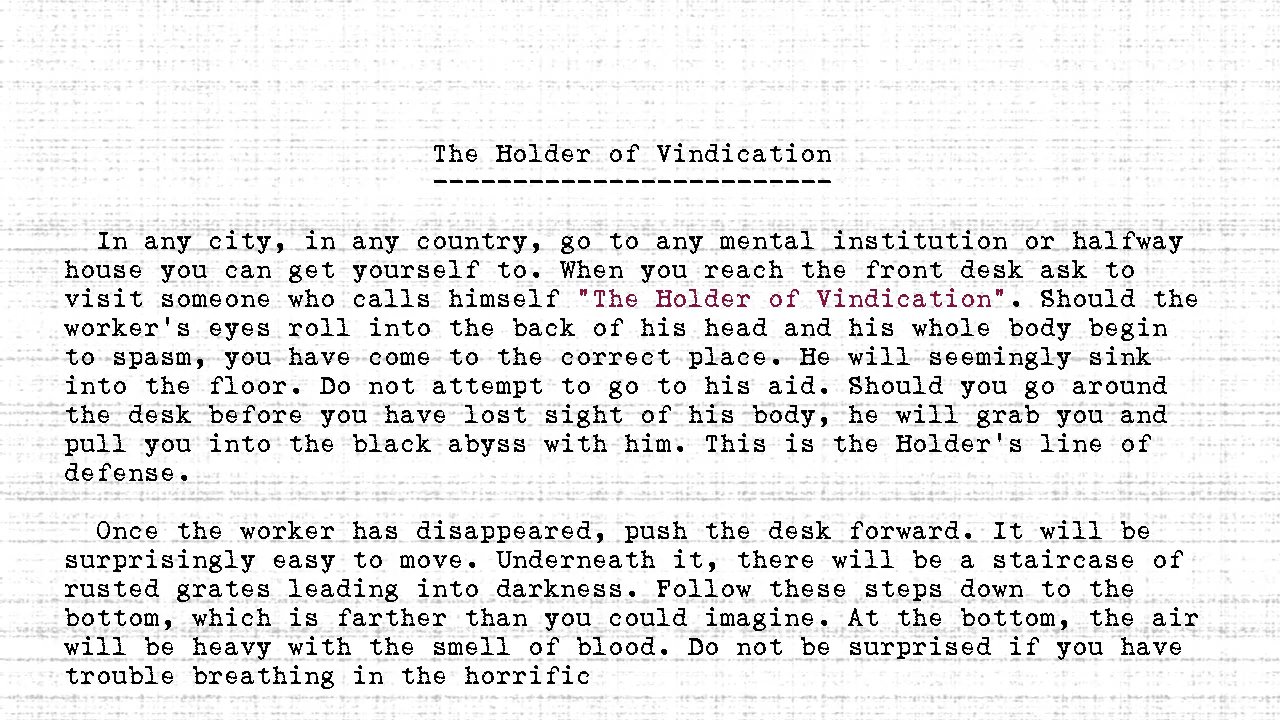 The Holder of Vindication
-------------------------
In any city, in any country, go to any mental institution or halfway
house you can get yourself to. When you reach the front desk ask to
visit someone who calls himself "The Holder of Vindication". Should the
worker's eyes roll into the back of his head and his whole body begin
to spasm, you have come to the correct place. He will seemingly sink
into the floor. Do not attempt to go to his aid. Should you go around
the desk before you have lost sight of his body, he will grab you and
pull you into the black abyss with him. This is the Holder's line of
defense.
Once the worker has disappeared, push the desk forward. It will be
surprisingly easy to move. Underneath it, there will be a staircase of
rusted grates leading into darkness. Follow these steps down to the
bottom, which is farther than you could imagine. At the bottom, the air
will be heavy with the smell of blood. Do not be surprised if you have
trouble breathing in the horrific